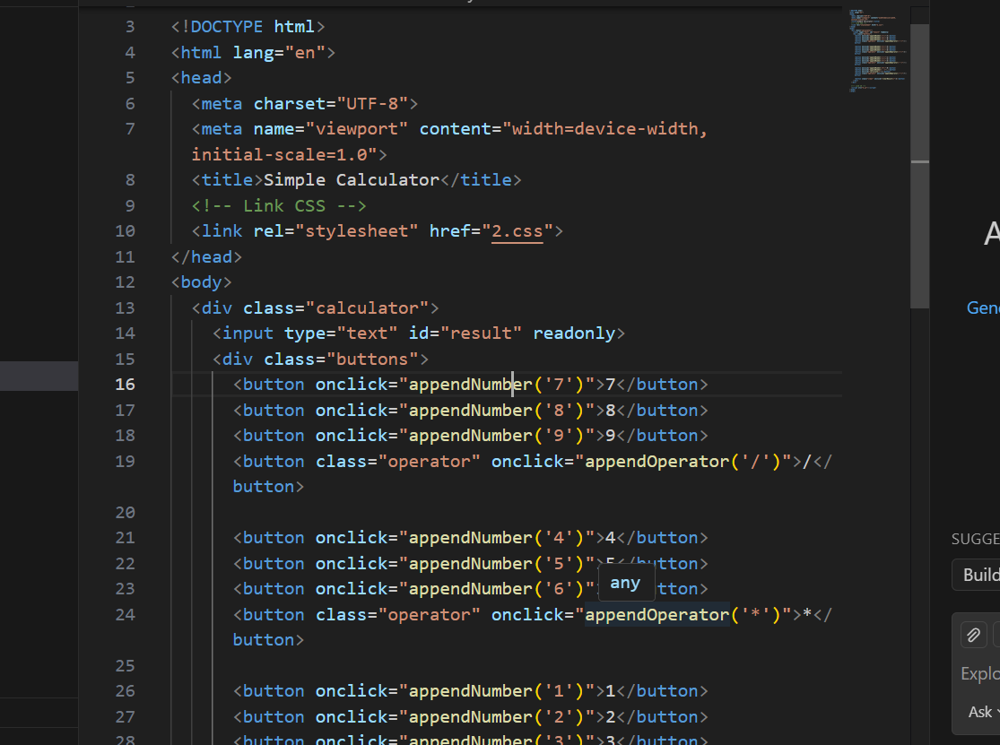 3 <!DOCTYPE html>
4 <html lang="en">
5 <head>
6 <meta charset="UTF-8">
7 <meta name="viewport" content="width=device-width,
initial-scale=1.0">
8 <title>Simple Calculator</title>
9 <!-- Link CSS -->
10 <link rel="stylesheet" href="2.css">
11 </head>
12 <body>
13 <div class="calculator">
14 <input type="text" id="result" readonly>
15 <div class="buttons">
16 <button onclick="appendNumber('7')">7</button>
17 <button onclick="appendNumber('8')">8</button>
18 <button onclick="appendNumber('9')">9</button>
19 <button class="operator" onclick="appendOperator('/')">/</
button>
20
21 <button onclick="appendNumber('4')">4</button>
22 <button onclick="appendNumber('5')">5</button>
any
23 <button onclick="appendNumber('6')" tton>
24 <button class="operator" onclick="appendOperator('*')">*</
button>
25
26 <button onclick="appendNumber('1')">1</button>
27 <button onclick="appendNumber('2')">2</button>
28 <button onclick="appendNumber('3')">3</button>
A
Gene
SUGGE
Build
Explo
Ask